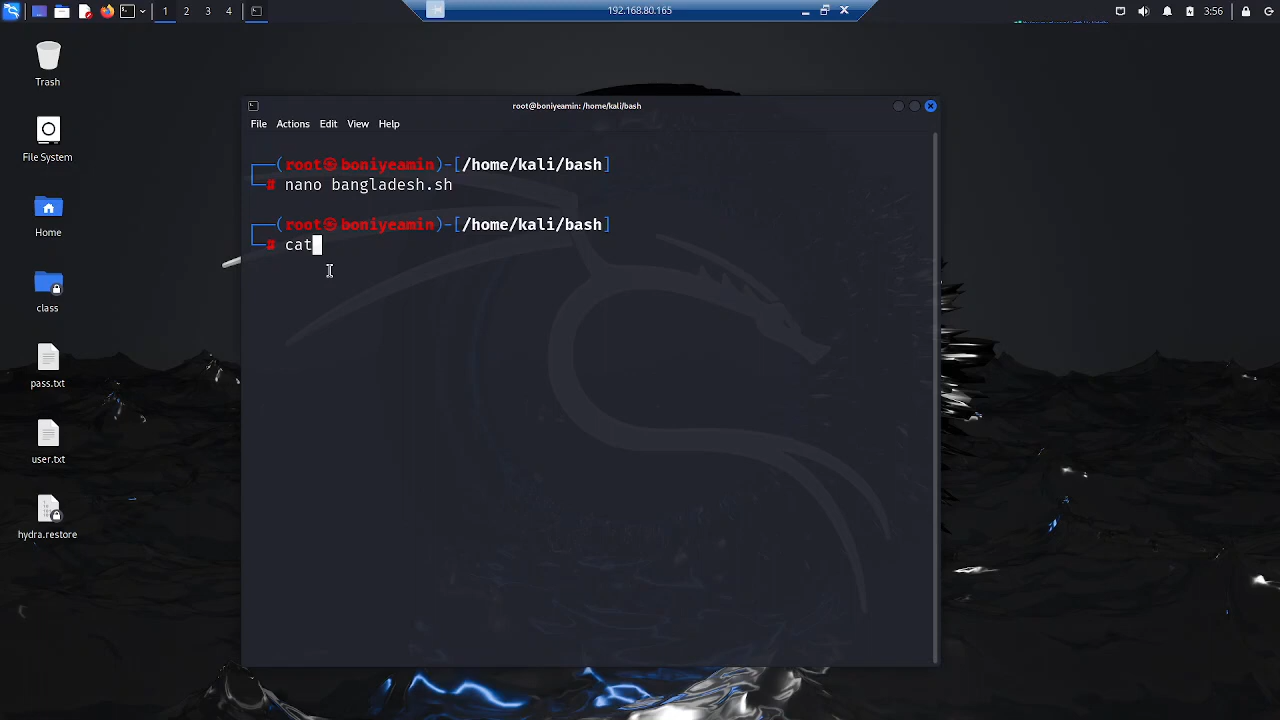 1 2 3 4
192.168.80.165
3:56
Trash
File System
Home
class
pass.txt
user.txt
hydra.restore
root@boniyeamin: /home/kali/bash
File Actions Edit View Help
┌──(root㉿boniyeamin)-[/home/kali/bash]
└─# nano bangladesh.sh
┌──(root㉿boniyeamin)-[/home/kali/bash]
└─# cat